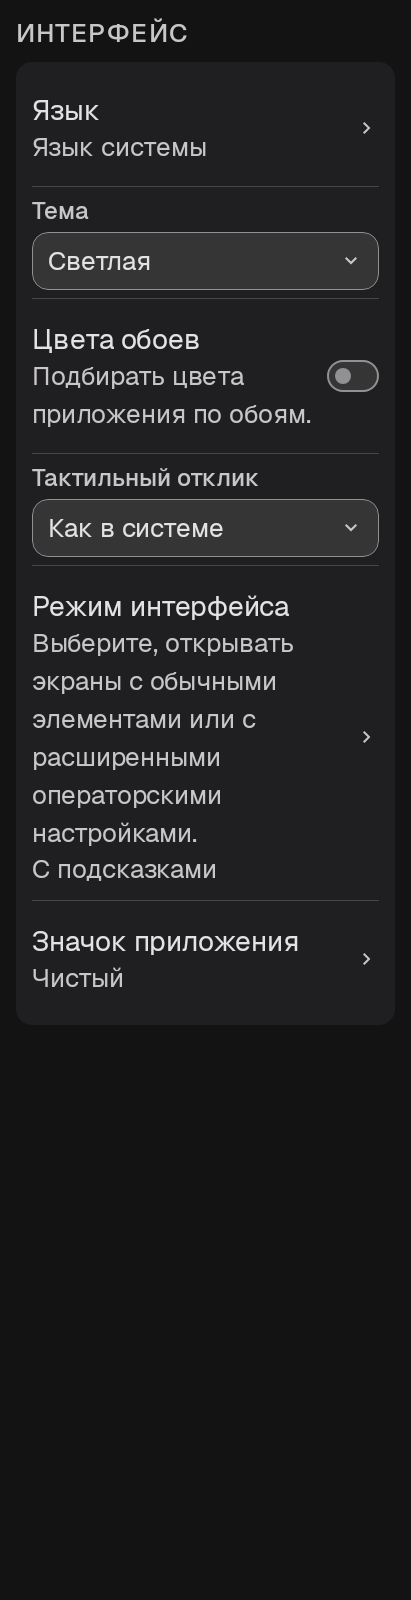 ИНТЕРФЕЙС
Язык
Язык системы
Тема
Светлая
Цвета обоев
Подбирать цвета
приложения по обоям.
Тактильный отклик
Как в системе
Режим интерфейса
Выберите, открывать
экраны с обычными
элементами или с
расширенными
операторскими
настройками.
С подсказками
Значок приложения
Чистый